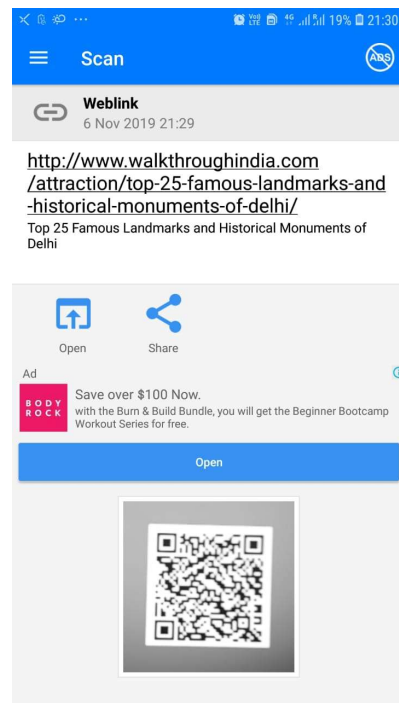 VoLTE 4G 19% 21:30
Scan
ADS
Weblink
6 Nov 2019 21:29
http://www.walkthroughindia.com
/attraction/top-25-famous-landmarks-and
-historical-monuments-of-delhi/
Top 25 Famous Landmarks and Historical Monuments of
Delhi
Open
Share
Ad
BODY
ROCK
Save over $100 Now.
with the Burn & Build Bundle, you will get the Beginner Bootcamp
Workout Series for free.
Open